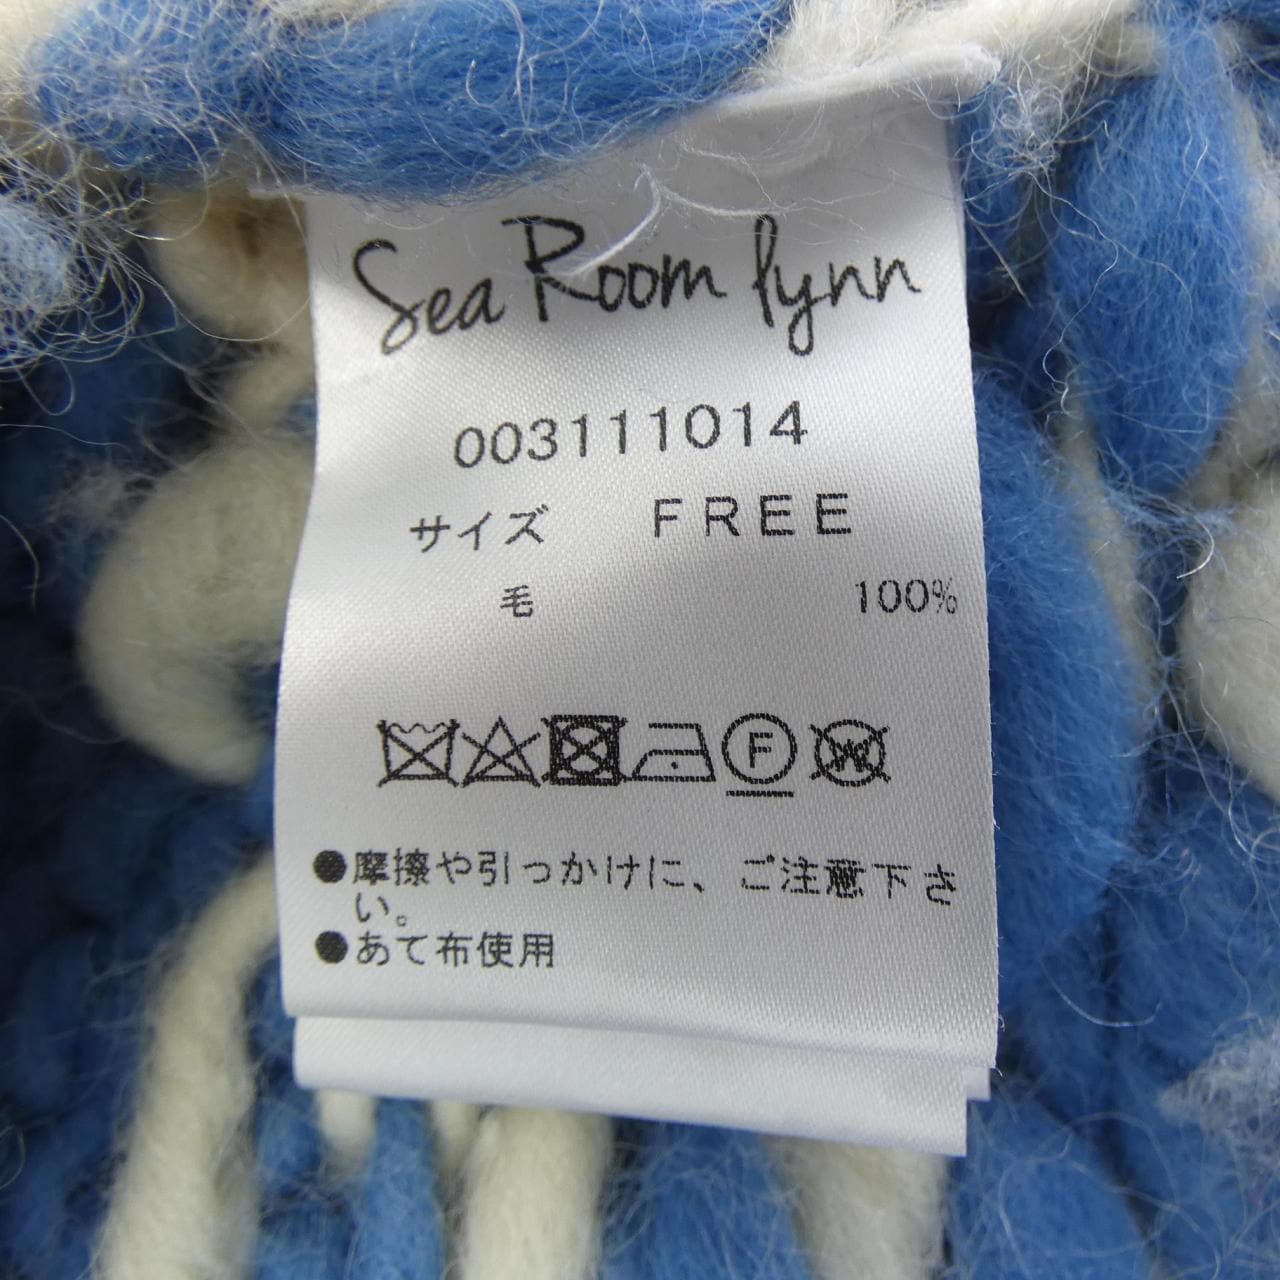 Sea Room lynn
003111014
サイズ FREE
毛 100%
F
W
●摩擦や引っかけに、ご注意下さ
い。
●あて布使用